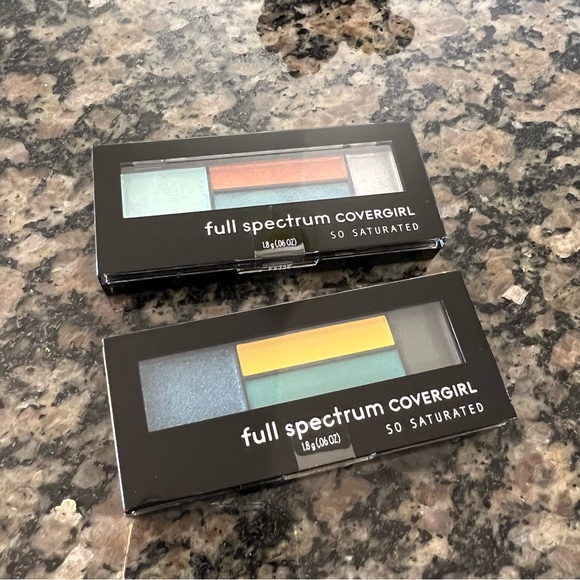 full spectrum COVERGIRL
SO SATURATED
1.8 g (.06 OZ)
full spectrum COVERGIRL
SO SATURATED
1.8 g (.06 OZ)